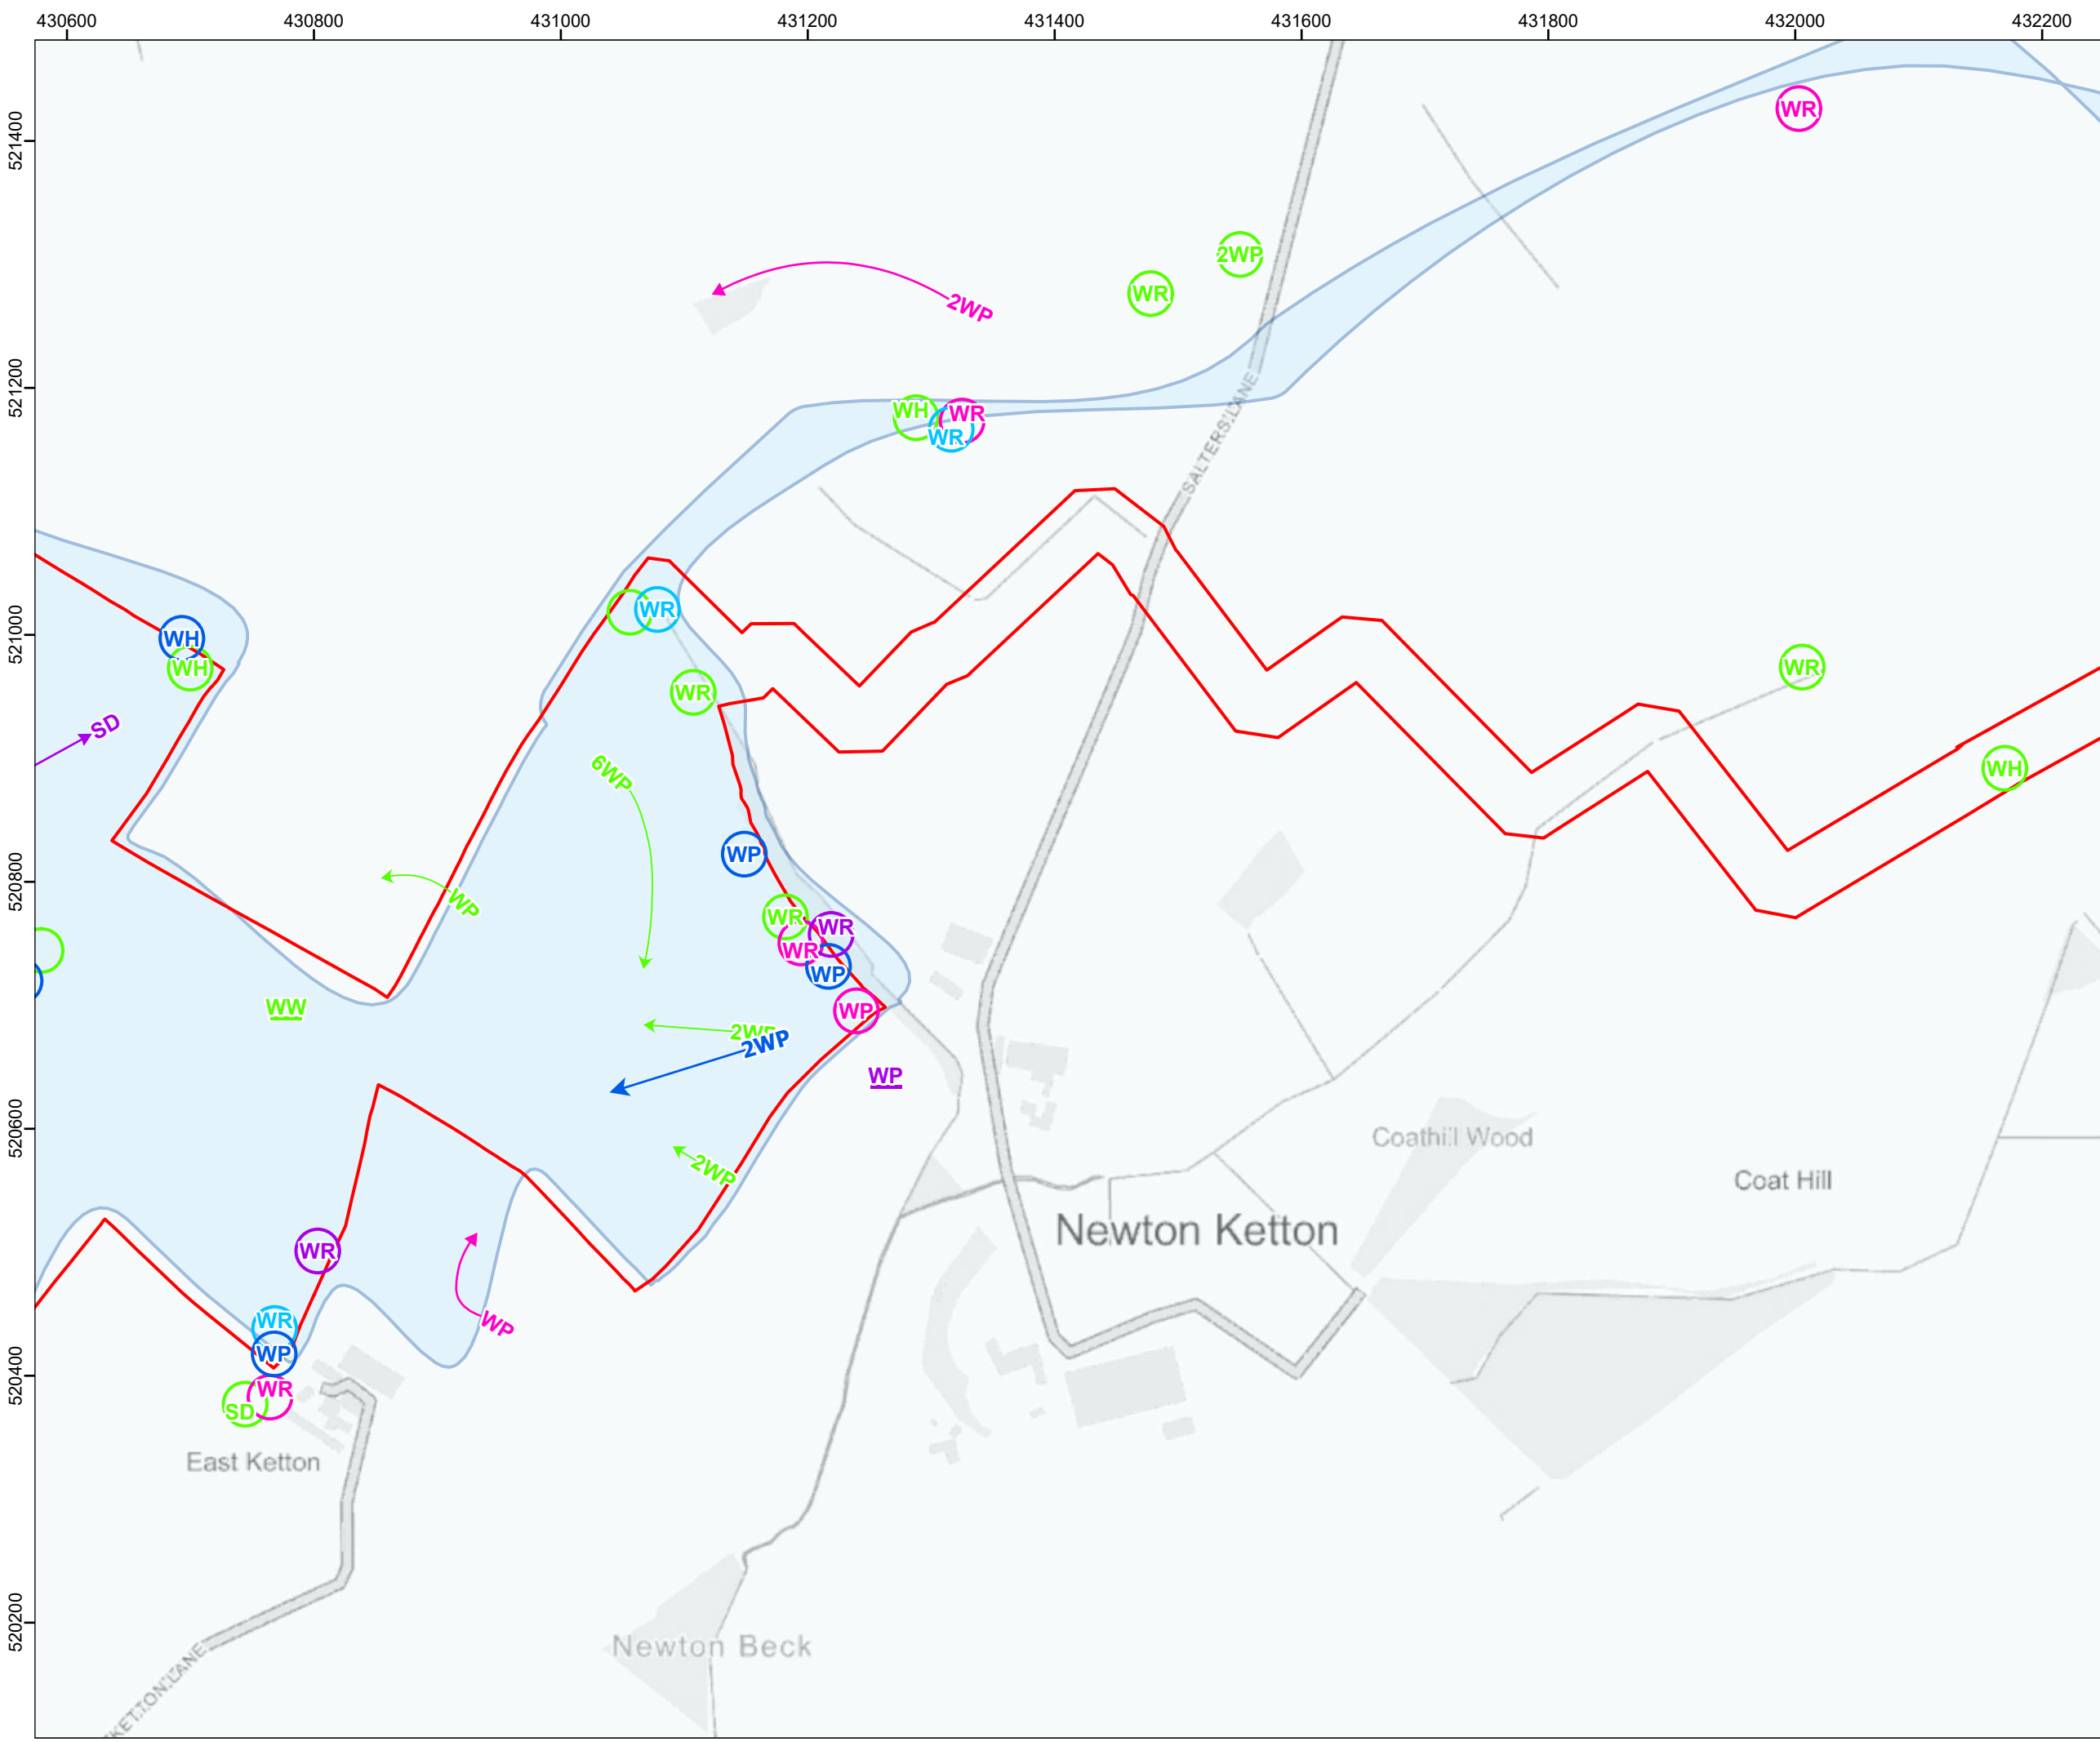 430600 430800 431000 431200 431400 431600 431800 432000 432200
521400
521200
521000
520800
520600
520400
520200
WR
2WP
WR
2WP
SALTERS LANE
WH
WR
WR
WR
WH
WH
WR
WR
SD
6WP
WH
WP
WP
WR
WR
WR
WP
WW
WP
2WP
2WP
WP
2WP
Coathill Wood
Coat Hill
Newton Ketton
WR
WP
WR
WP
WR
SD
East Ketton
Newton Beck
KETTON LANE